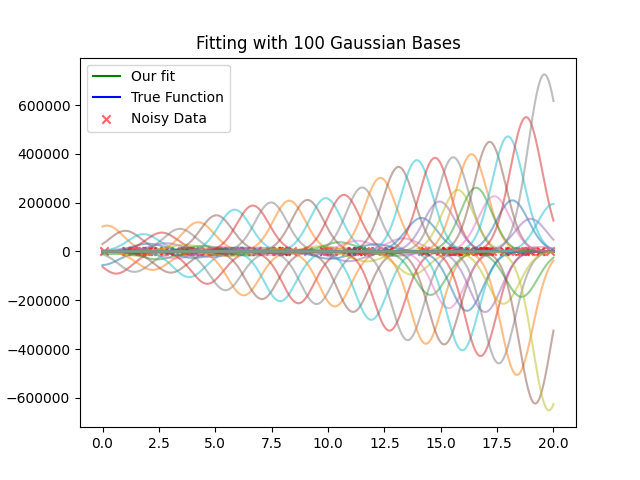 Fitting with 100 Gaussian Bases
Our fit
True Function
Noisy Data
600000
400000
200000
0
−200000
−400000
−600000
0.0 2.5 5.0 7.5 10.0 12.5 15.0 17.5 20.0